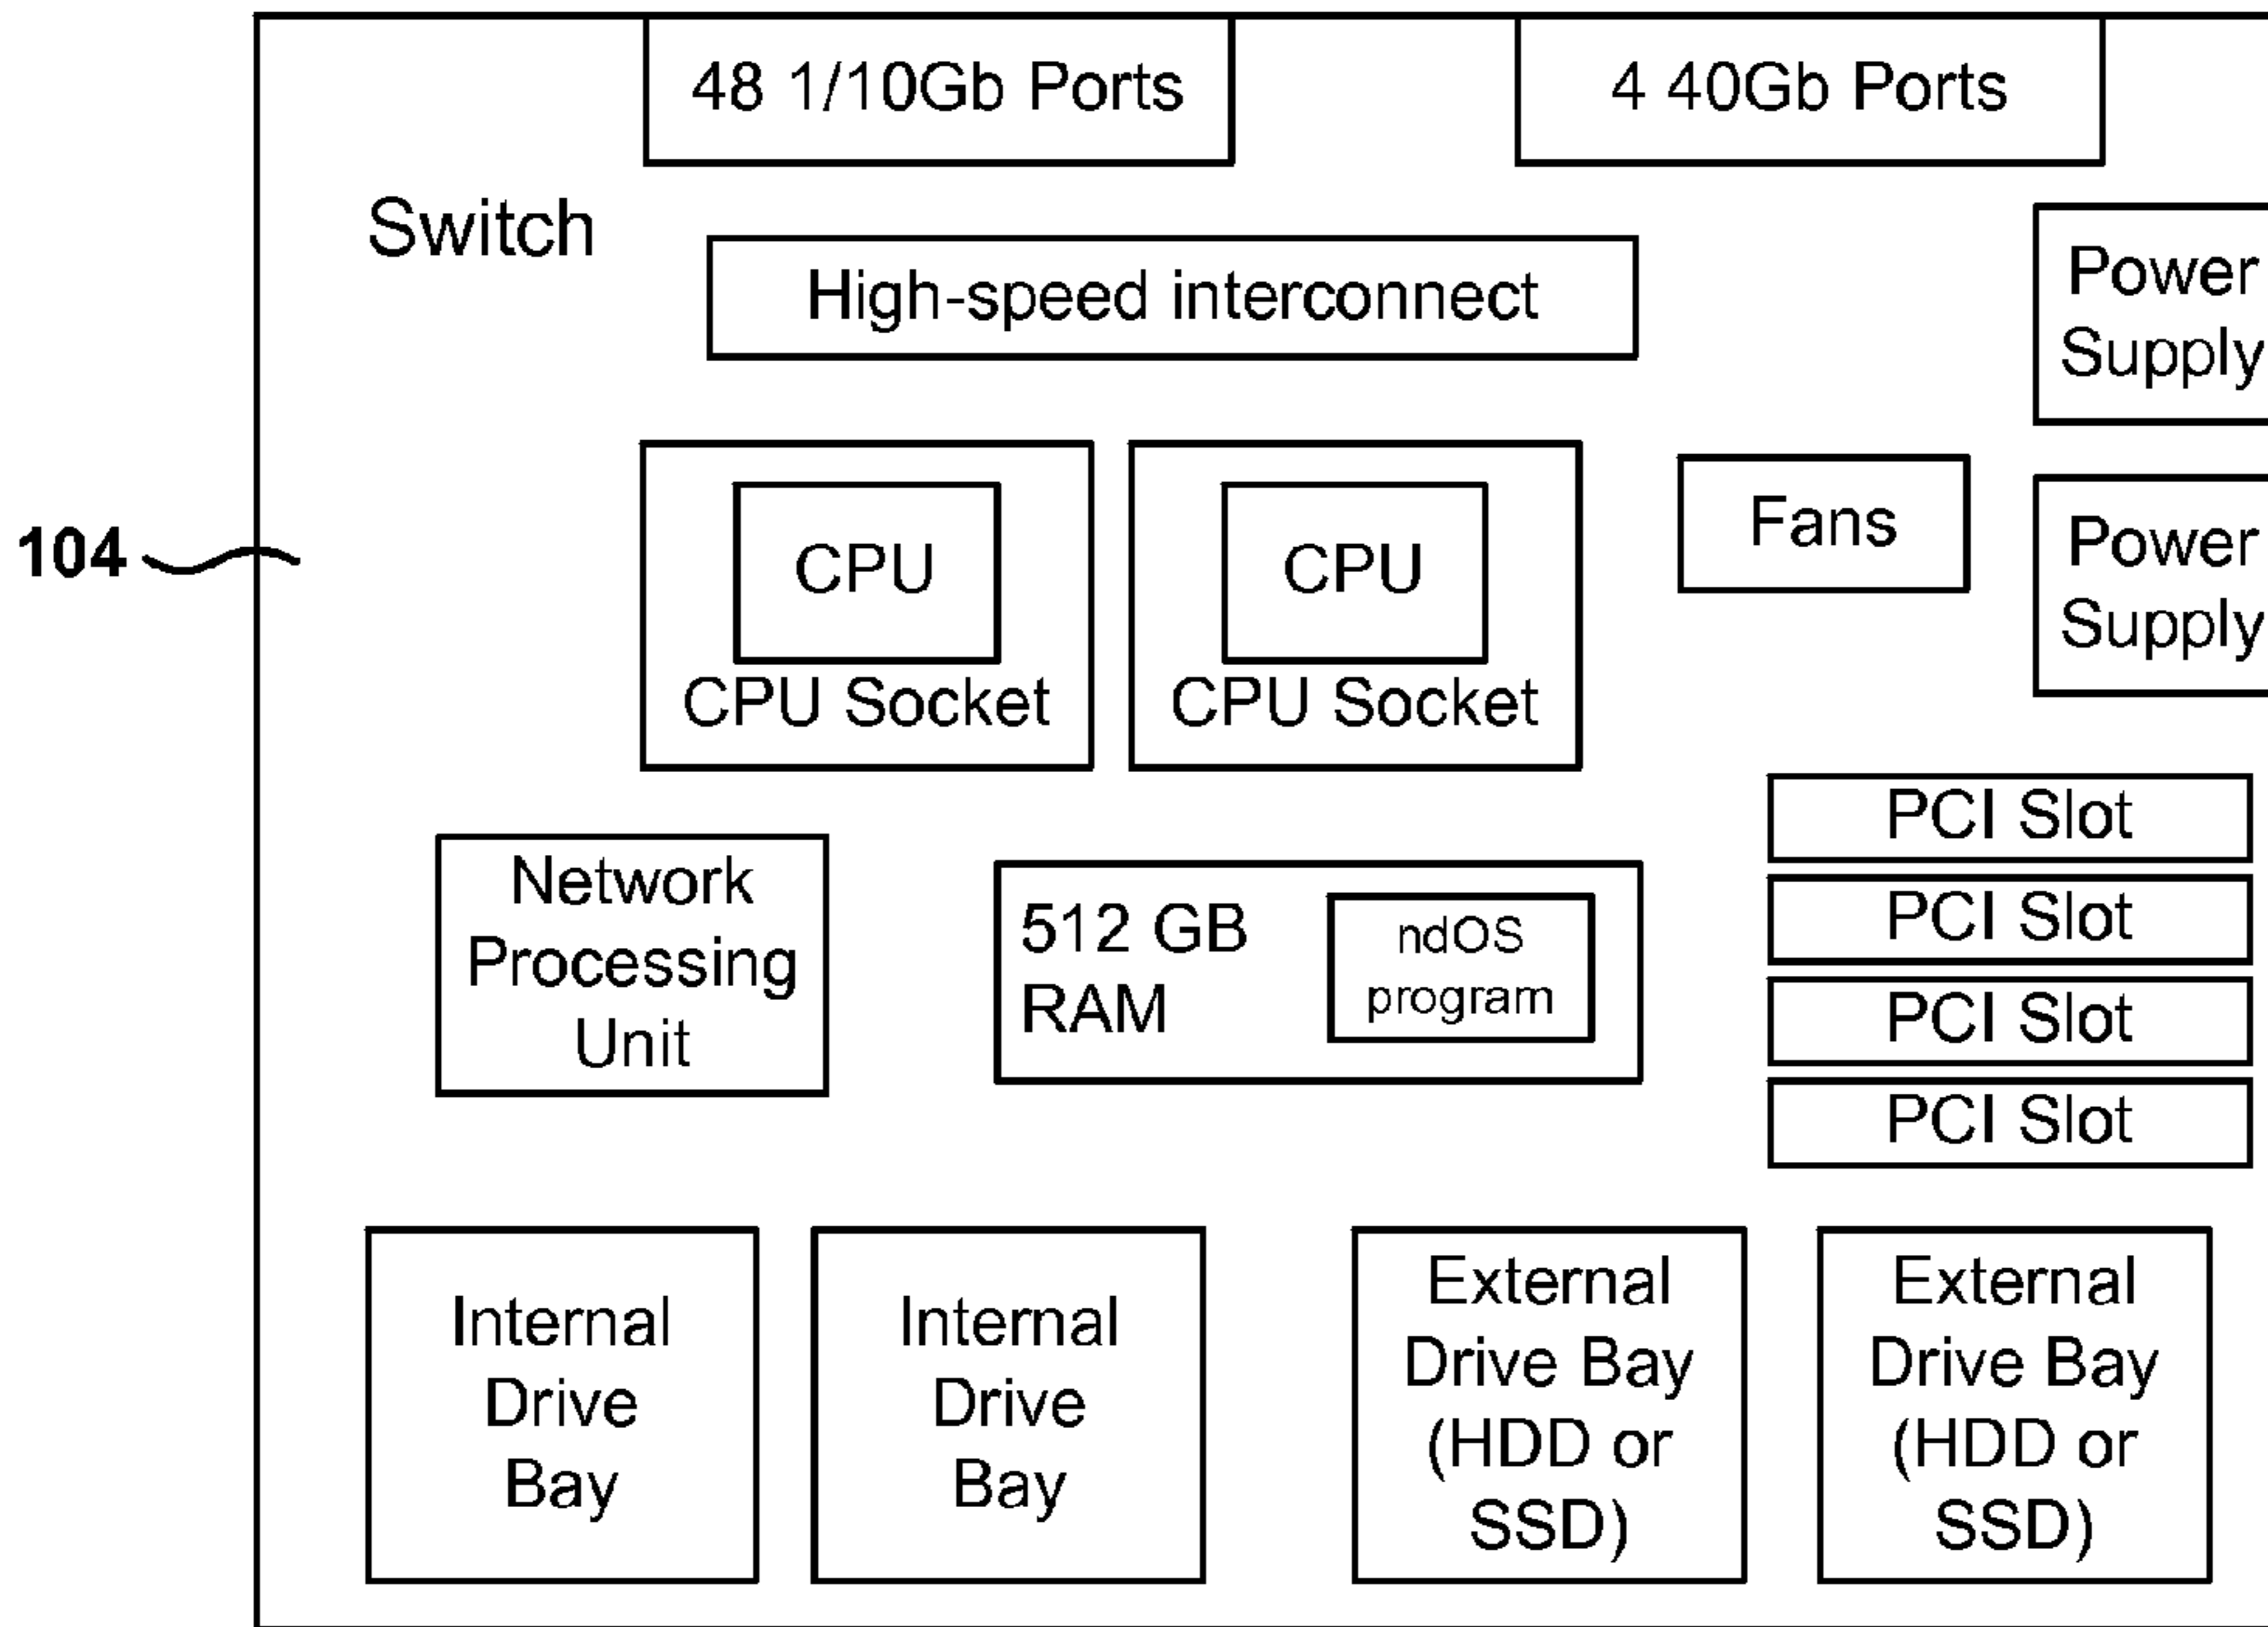 48 1/10Gb Ports
4 40Gb Ports
Switch
High-speed interconnect
Power
Supply
CPU
CPU Socket
CPU
CPU Socket
Fans
Power
Supply
104
PCI Slot
PCI Slot
PCI Slot
PCI Slot
Network
Processing
Unit
512 GB
RAM
ndOS
program
Internal
Drive
Bay
Internal
Drive
Bay
External
Drive Bay
(HDD or
SSD)
External
Drive Bay
(HDD or
SSD)